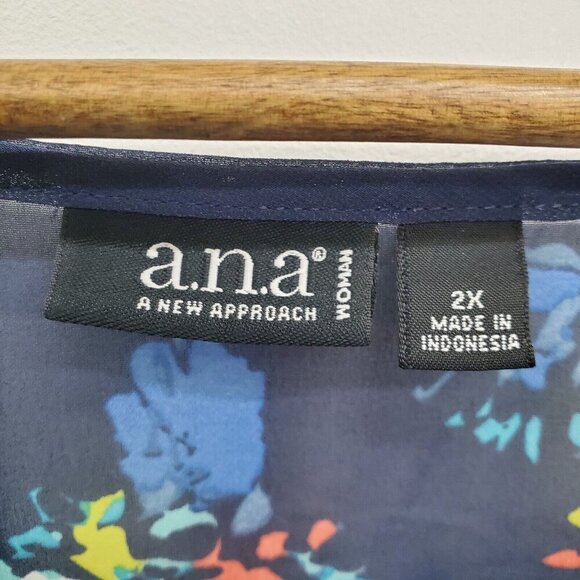 a.n.a®
A NEW APPROACH
WOMAN
2X
MADE IN
INDONESIA